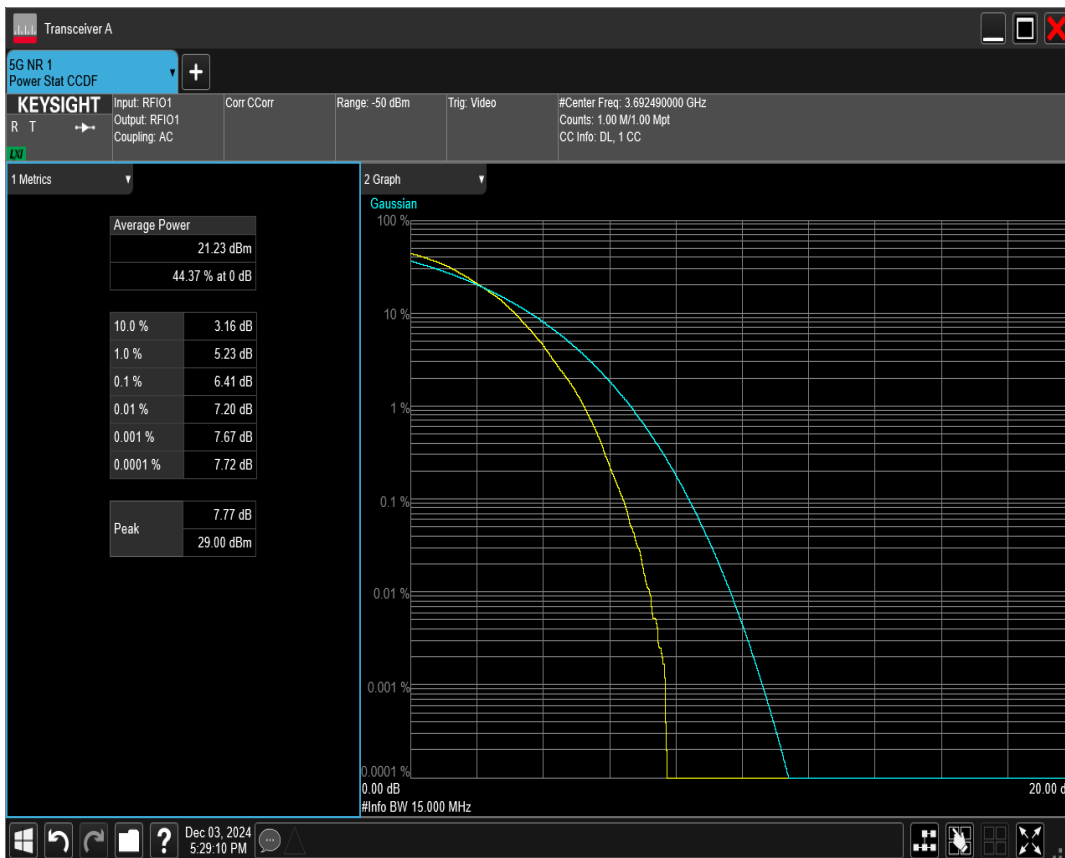 Transceiver A
5G NR 1
Power Stat CCDF
KEYSIGHT
R T
LXI
Input: RFIO1
Output: RFIO1
Coupling: AC
Corr CCorr
Range: -50 dBm
Trig: Video
#Center Freq: 3.692490000 GHz
Counts: 1.00 M/1.00 Mpt
CC Info: DL, 1 CC
1 Metrics
Average Power
21.23 dBm
44.37 % at 0 dB
10.0 % 3.16 dB
1.0 % 5.23 dB
0.1 % 6.41 dB
0.01 % 7.20 dB
0.001 % 7.67 dB
0.0001 % 7.72 dB
Peak 7.77 dB
29.00 dBm
2 Graph
Gaussian
100 %
10 %
1 %
0.1 %
0.01 %
0.001 %
0.0001 %
0.00 dB 20.00 d
#Info BW 15.000 MHz
Dec 03, 2024
5:29:10 PM